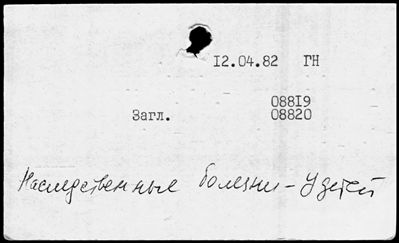 12.04.82 ГН
08819
Загл. 08820
Наследственные болезни - У детей